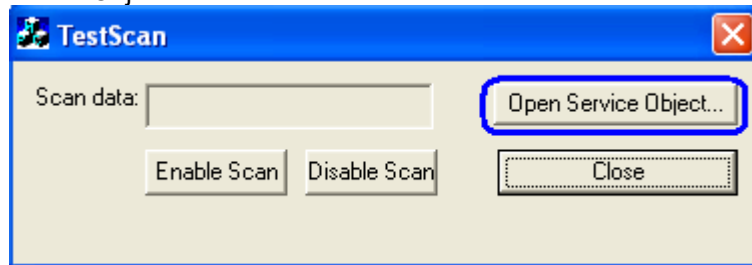 TestScan
Scan data:
Open Service Object...
Enable Scan
Disable Scan
Close